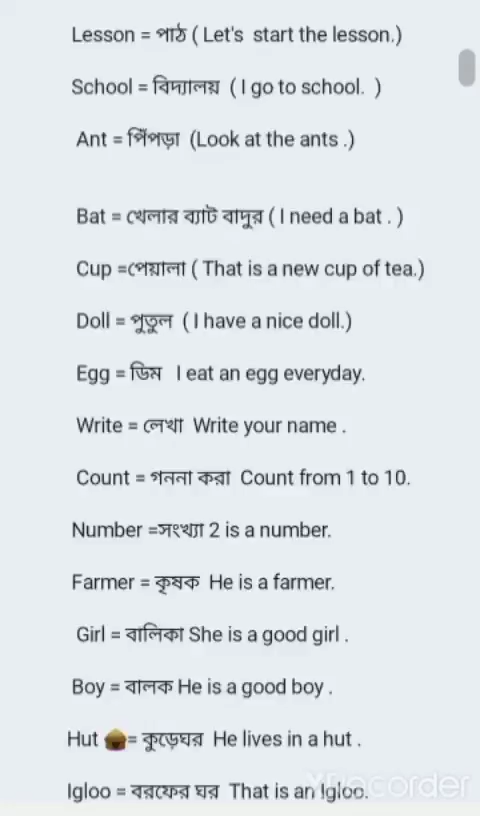 Lesson = পাঠ ( Let's start the lesson.)
School = বিদ্যালয় ( I go to school. )
Ant = পিঁপড়া (Look at the ants .)
Bat = খেলার ব্যাট বাদুর ( I need a bat . )
Cup =পেয়ালা ( That is a new cup of tea.)
Doll = পুতুল ( I have a nice doll.)
Egg = ডিম I eat an egg everyday.
Write = লেখা Write your name .
Count = গননা করা Count from 1 to 10.
Number =সংখ্যা 2 is a number.
Farmer = কৃষক He is a farmer.
Girl = বালিকা She is a good girl .
Boy = বালক He is a good boy .
Hut = কুড়েঘর He lives in a hut .
Igloo = বরফের ঘর That is an Igloo.
XRecorder